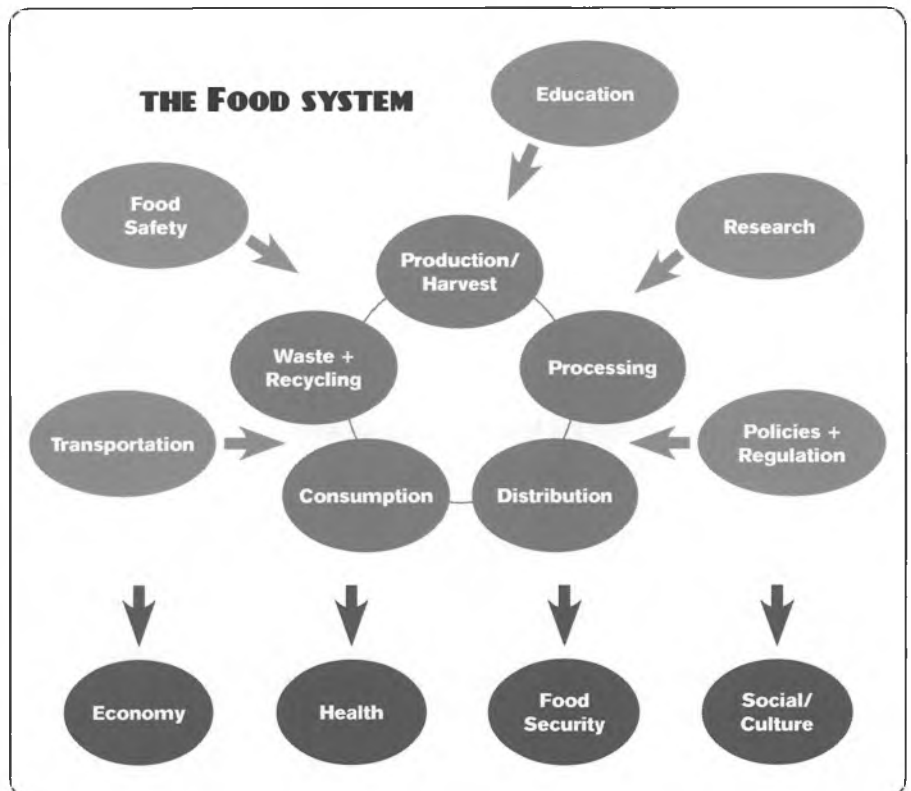 THE FOOD SYSTEM
Education
Food
Safety
Research
Production/
Harvest
Waste +
Recycling
Processing
Transportation
Policies +
Regulation
Consumption
Distribution
Economy
Health
Food
Security
Social/
Culture